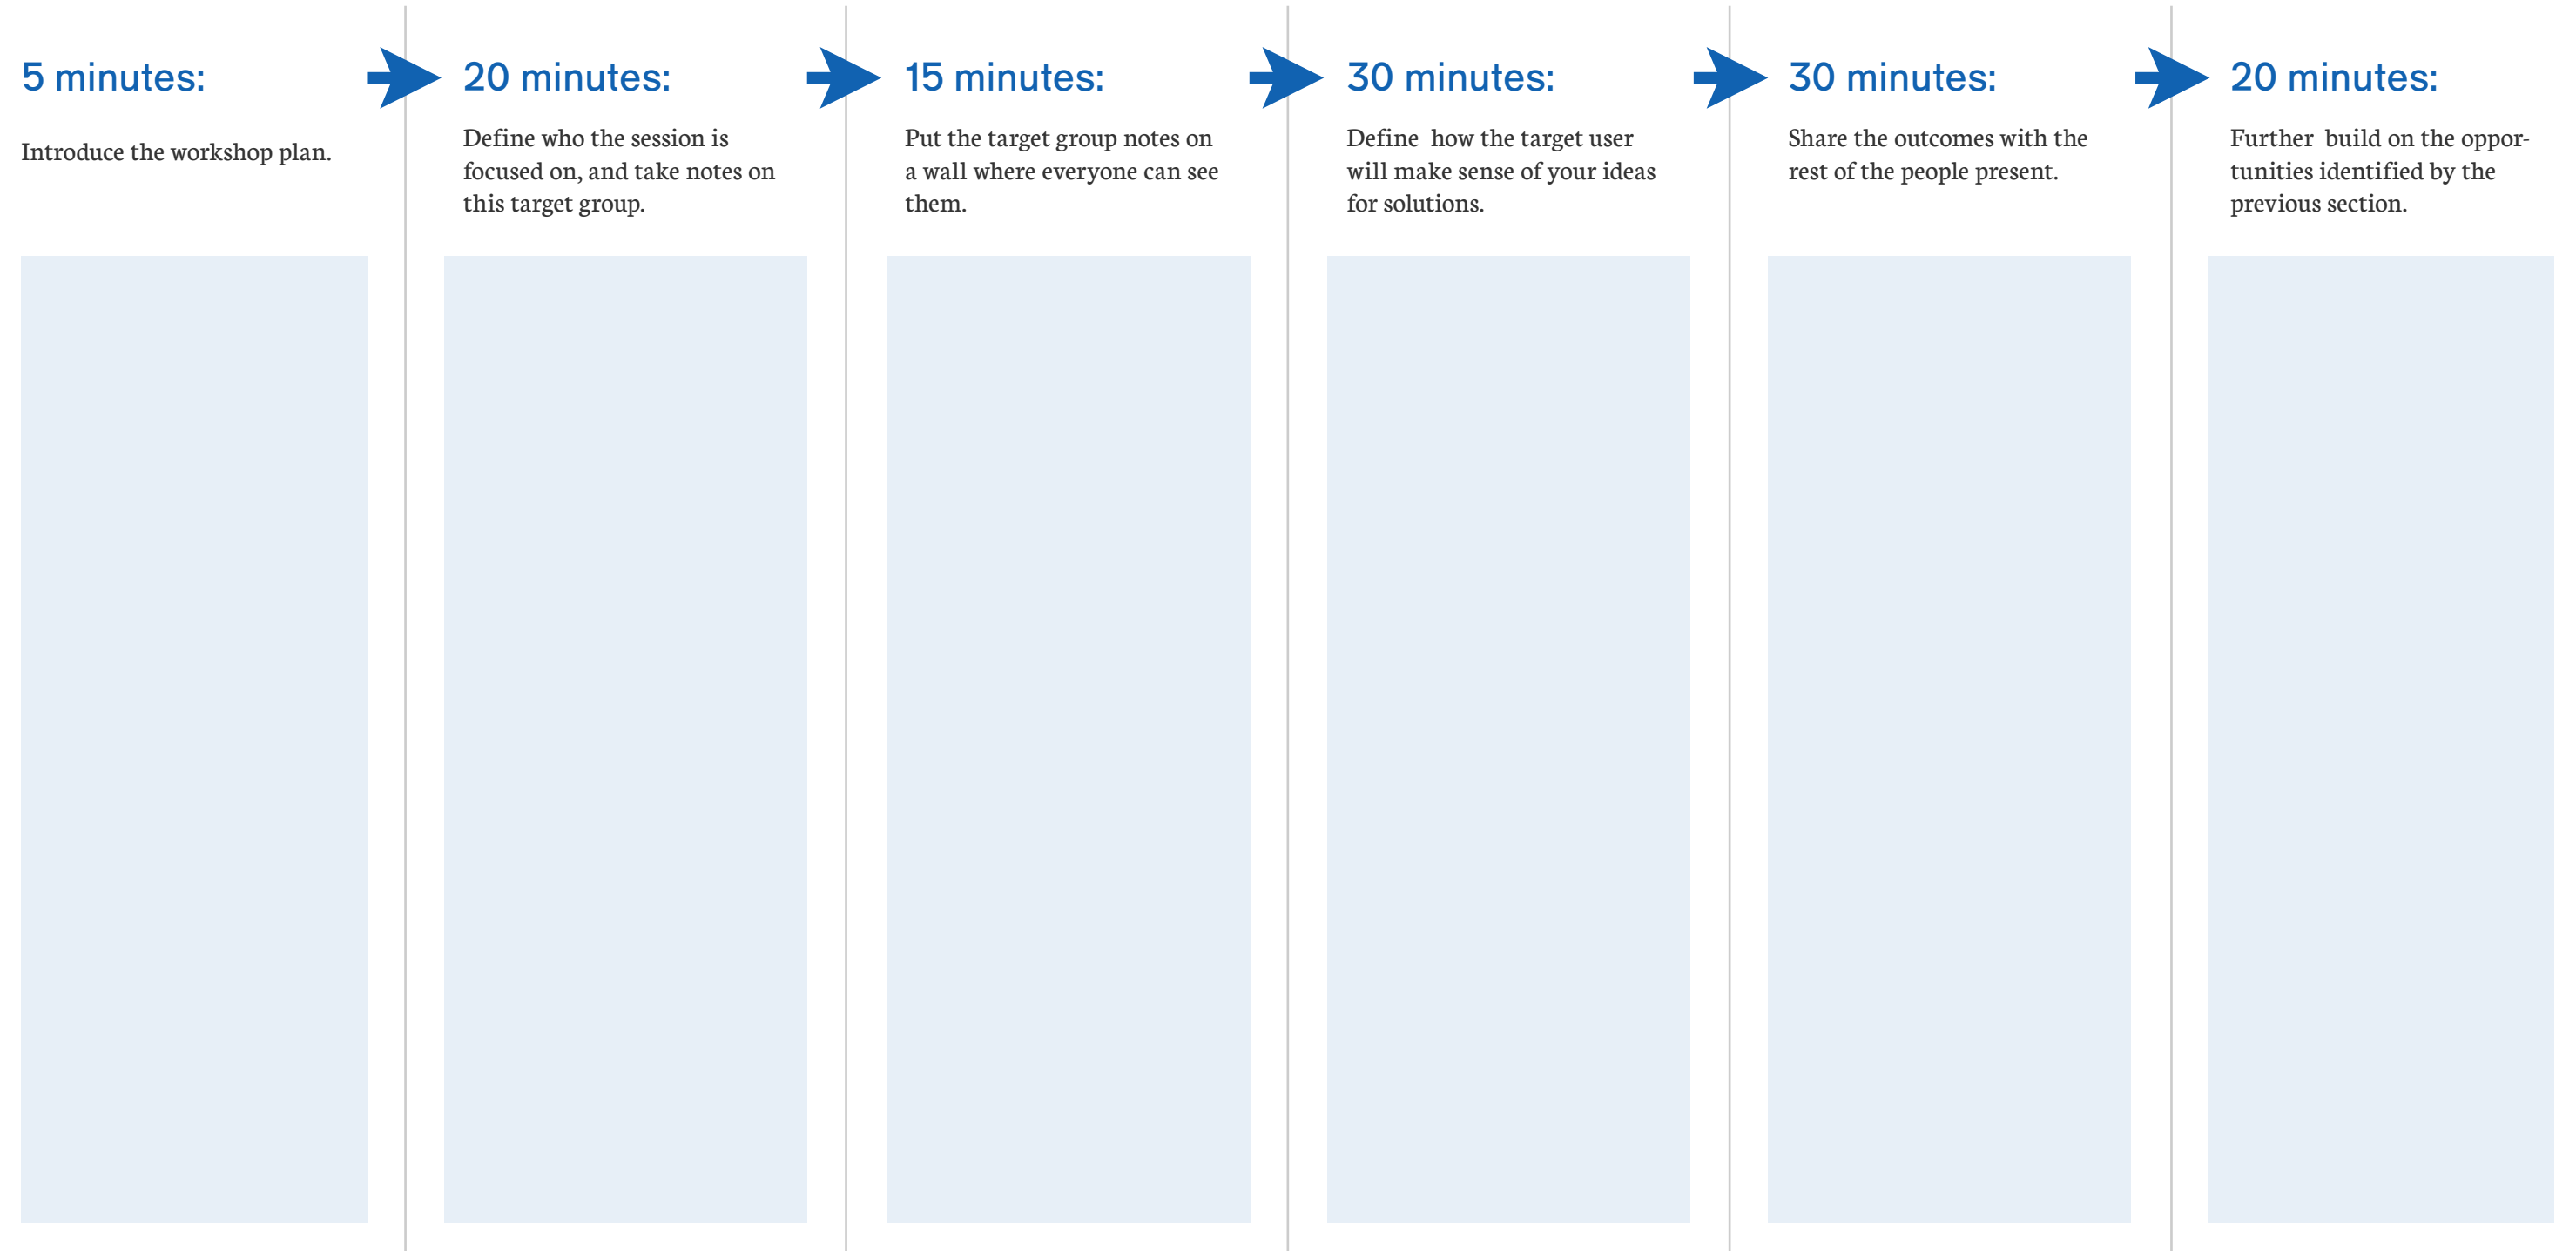 5 minutes:
Introduce the workshop plan.
20 minutes:
Define who the session is
focused on, and take notes on
this target group.
15 minutes:
Put the target group notes on
a wall where everyone can see
them.
30 minutes:
Define  how the target user
will make sense of your ideas
for solutions.
30 minutes:
Share the outcomes with the
rest of the people present.
20 minutes:
Further  build on the oppor-
tunities identified by the
previous section.